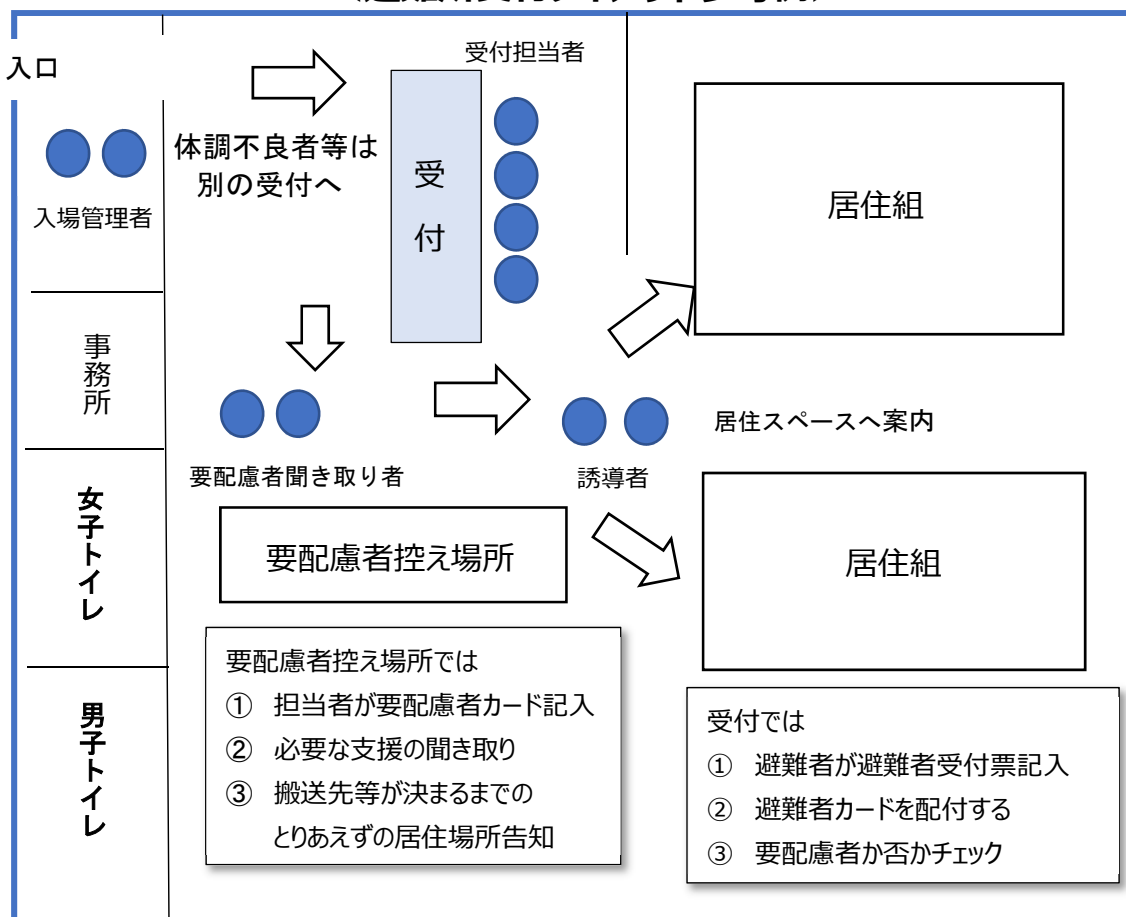 入口
受付担当者
体調不良者等は
別の受付へ
受
付
入場管理者
居住組
事務所
要配慮者聞き取り者
誘導者
居住スペースへ案内
女子トイレ
要配慮者控え場所
居住組
男子トイレ
要配慮者控え場所では
① 担当者が要配慮者カード記入
② 必要な支援の聞き取り
③ 搬送先等が決まるまでの
とりあえずの居住場所告知
受付では
① 避難者が避難者受付票記入
② 避難者カードを配付する
③ 要配慮者か否かチェック